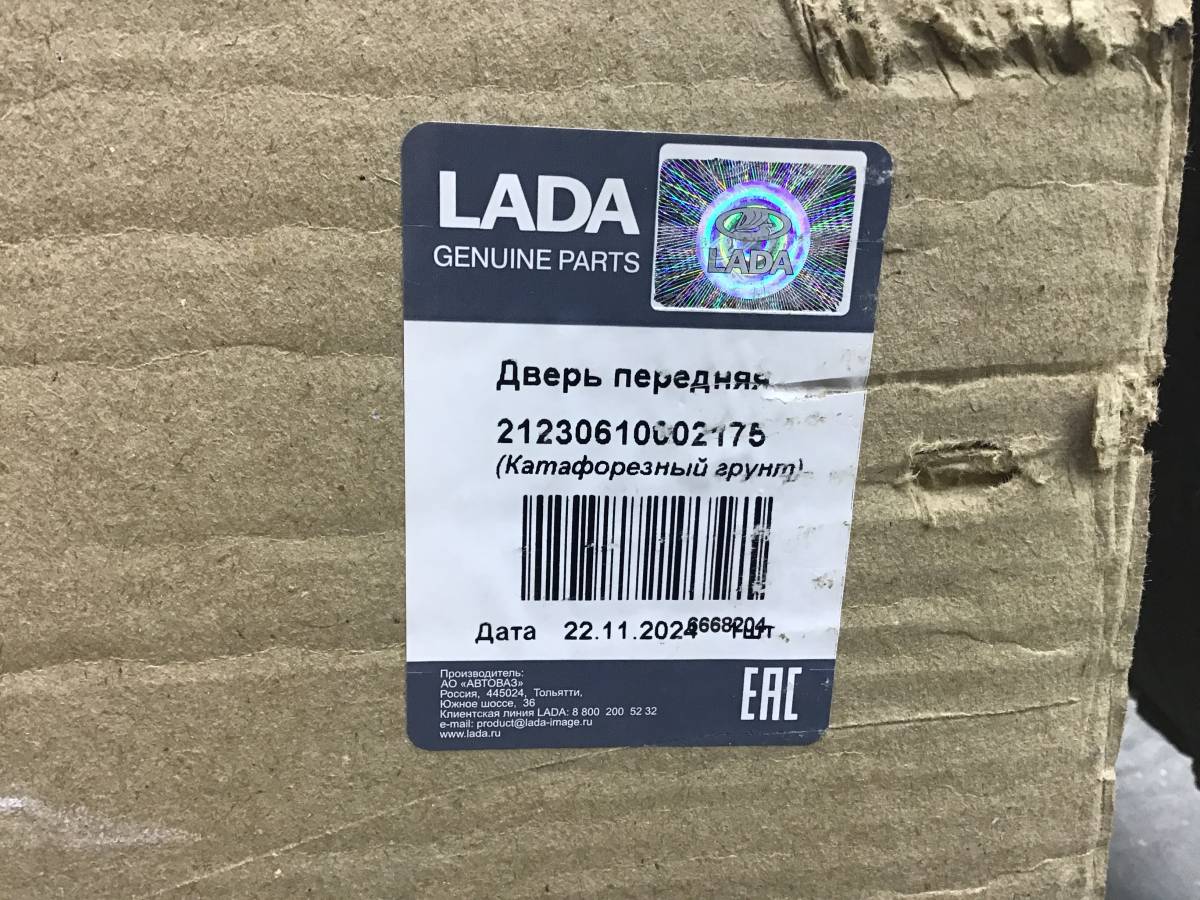 LADA
GENUINE PARTS
LADA
Дверь передняя
21230610002175
(Катафорезный грунт)
Дата 22.11.2024 6668204 1шт
Производитель:
АО «АВТОВАЗ»
Россия, 445024, Тольятти,
Южное шоссе, 36
Клиентская линия LADA: 8 800 200 52 32
e-mail: product@lada-image.ru
www.lada.ru
EAC